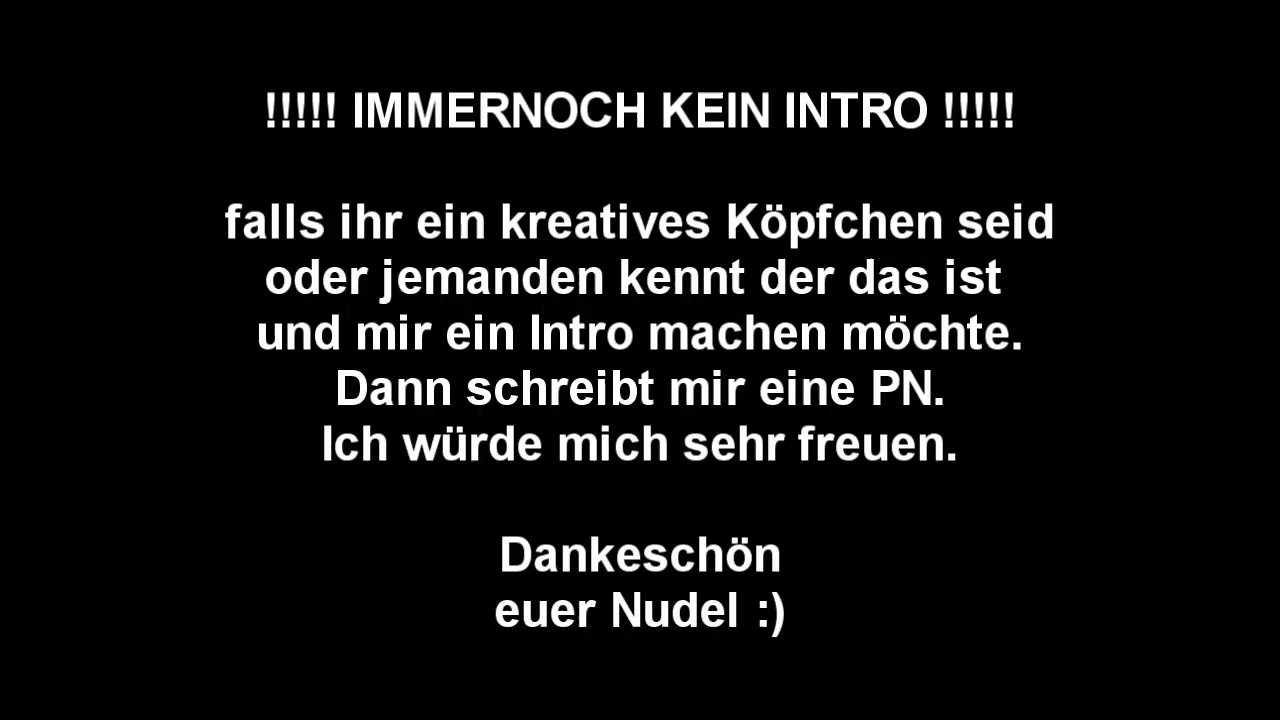 !!!!! IMMERNOCH KEIN INTRO !!!!!
falls ihr ein kreatives Köpfchen seid
oder jemanden kennt der das ist
und mir ein Intro machen möchte.
Dann schreibt mir eine PN.
Ich würde mich sehr freuen.
Dankeschön
euer Nudel :)